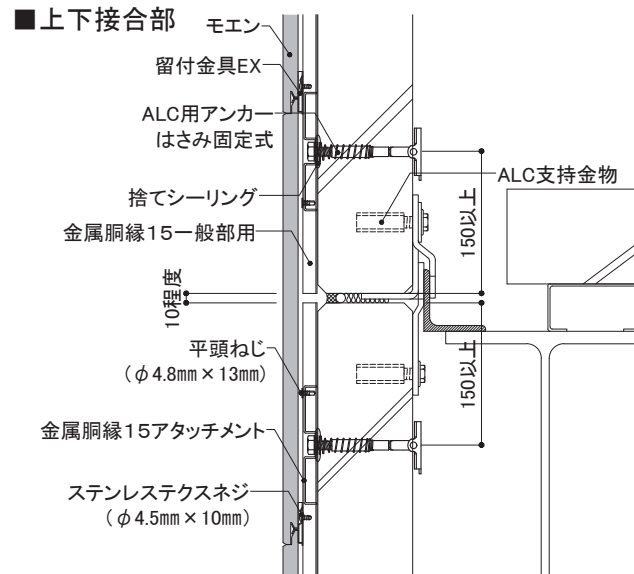 ■上下接合部
モエン
留付金具EX
ALC用アンカー
はさみ固定式
捨てシーリング
金属胴縁15一般部用
10程度
平頭ねじ
（φ4.8mm×13mm）
金属胴縁15アタッチメント
ステンレステクスネジ
（φ4.5mm×10mm）
ALC支持金物
150以上
150以上